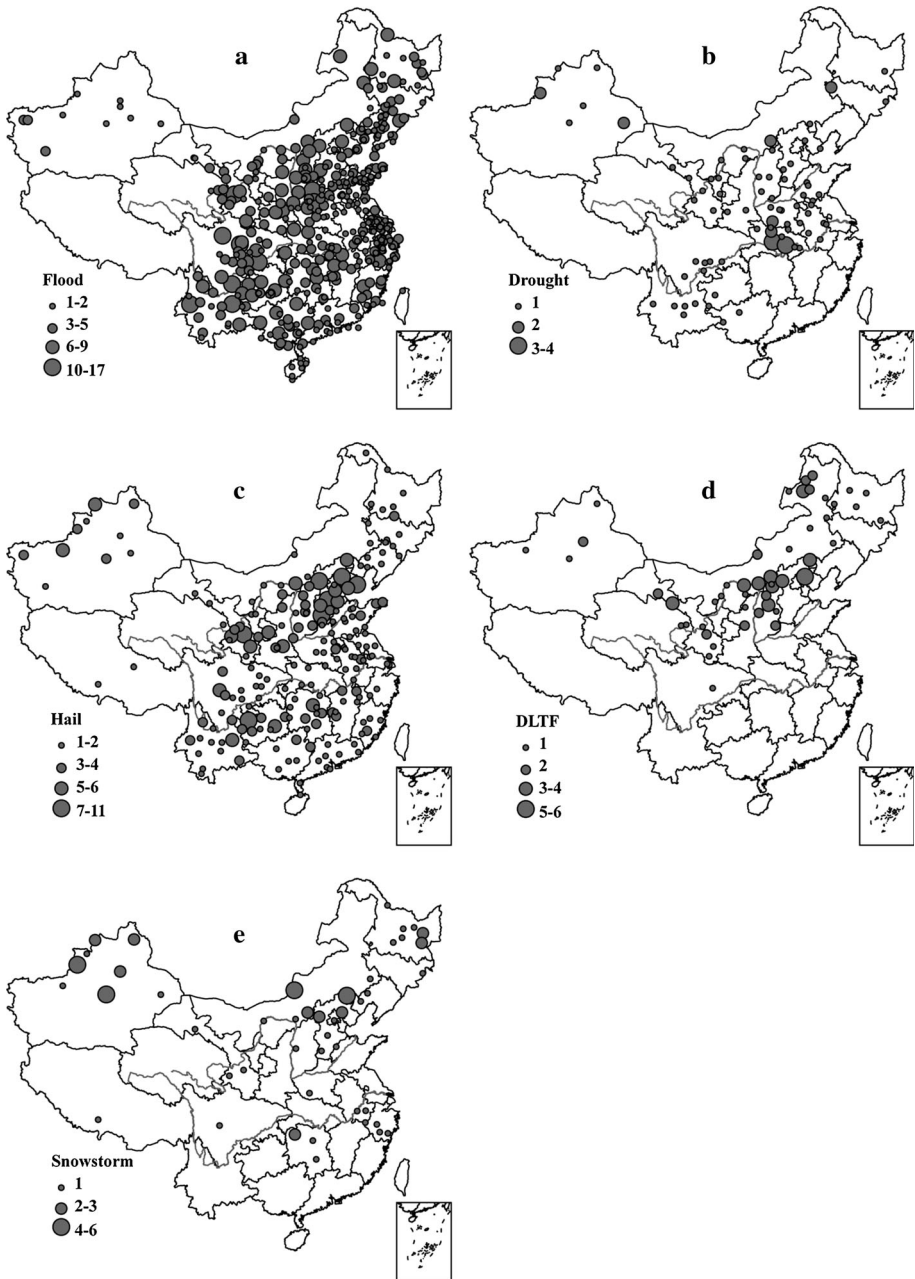 a
Flood
1-2
3-5
6-9
10-17
b
Drought
1
2
3-4
c
Hail
1-2
3-4
5-6
7-11
d
DLTF
1
2
3-4
5-6
e
Snowstorm
1
2-3
4-6